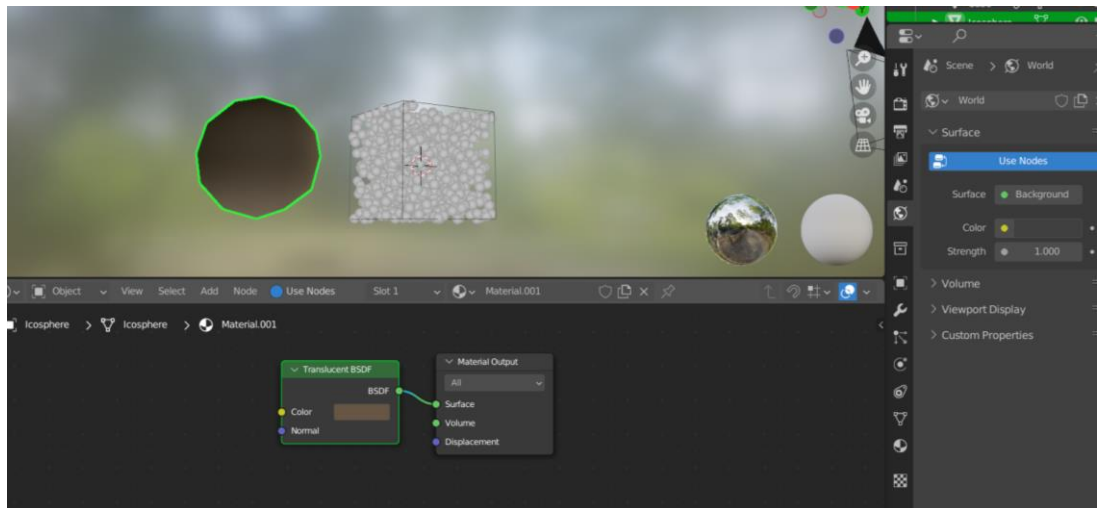 Scene > World
World
Surface
Use Nodes
Surface Background
Color
Strength 1.000
Volume
Viewport Display
Custom Properties
Object View Select Add Node Use Nodes Slot 1 Material.001
Icosphere > Icosphere > Material.001
Translucent BSDF
BSDF
Color
Normal
Material Output
All
Surface
Volume
Displacement